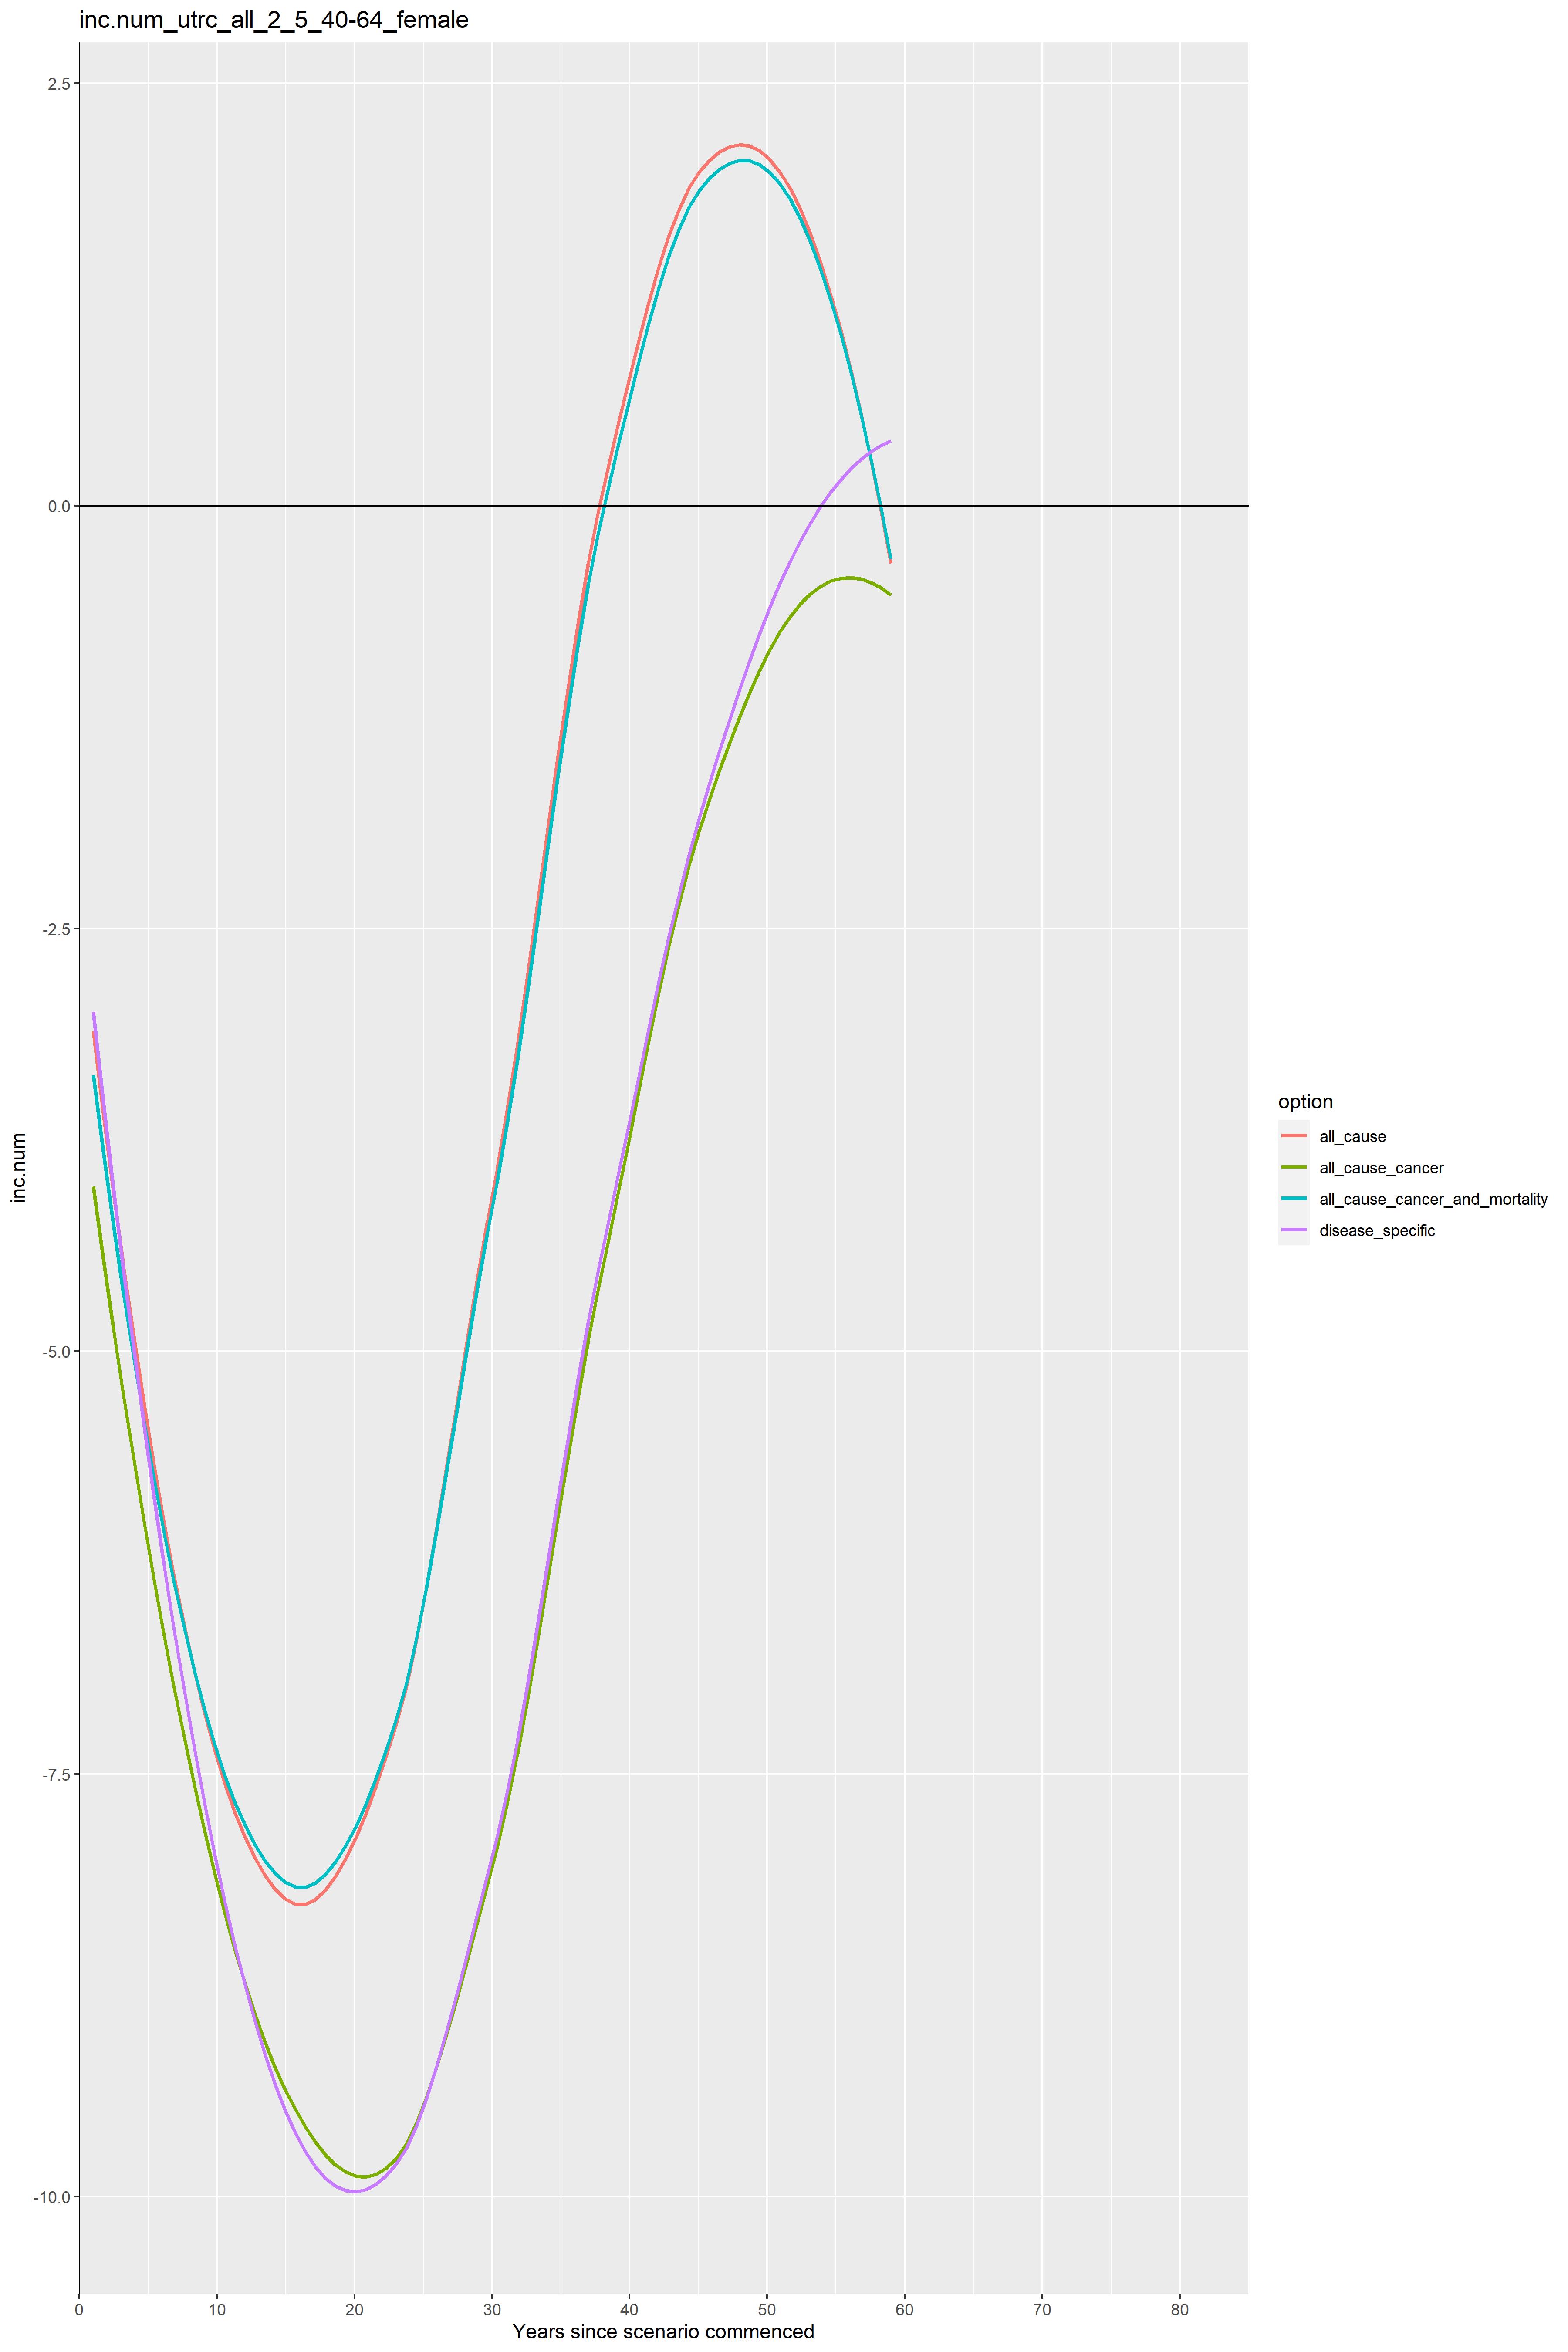 inc.num_utrc_all_2_5_40-64_female
2.5
0.0
-2.5
-5.0
-7.5
-10.0
inc.num
0 10 20 30 40 50 60 70 80
Years since scenario commenced
option
all_cause
all_cause_cancer
all_cause_cancer_and_mortality
disease_specific